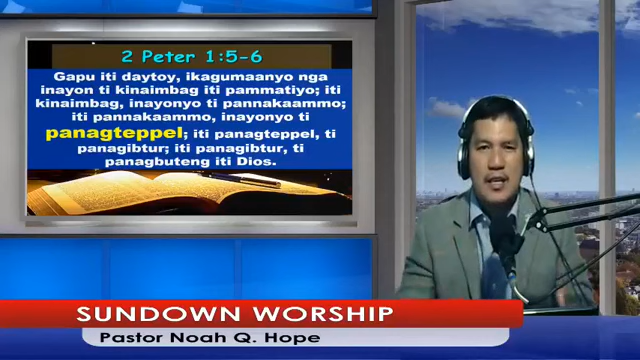 2 Peter 1:5-6
Gapu iti daytoy, ikagumaanyo nga
inayon ti kinaimbag iti pammatiyo; iti
kinaimbag, inayonyo ti pannakaammo;
iti pannakaammo, inayonyo ti
panagteppel; iti panagteppel, ti
panagibtur; iti panagibtur, ti
panagbuteng iti Dios.
SUNDOWN WORSHIP
Pastor Noah Q. Hope